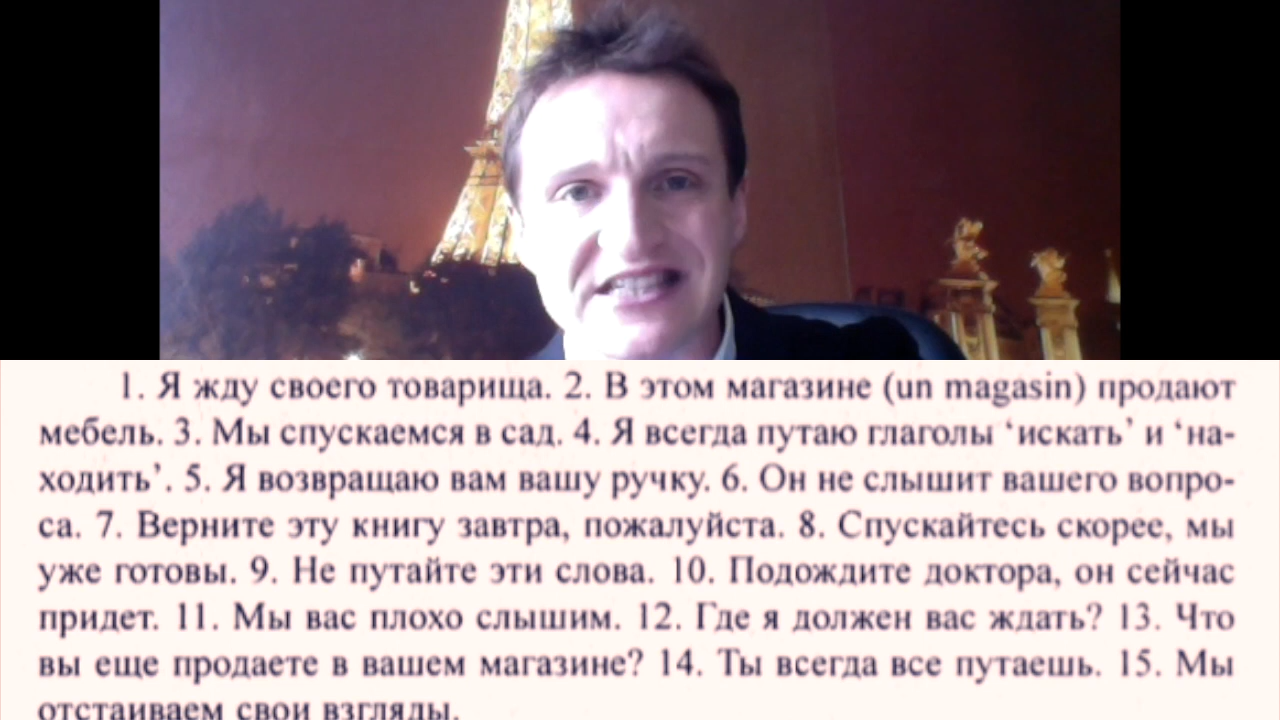 1. Я жду своего товарища. 2. В этом магазине (un magasin) продают
мебель. 3. Мы спускаемся в сад. 4. Я всегда путаю глаголы ‘искать’ и ‘на-
ходить’. 5. Я возвращаю вам вашу ручку. 6. Он не слышит вашего вопро-
са. 7. Верните эту книгу завтра, пожалуйста. 8. Спускайтесь скорее, мы
уже готовы. 9. Не путайте эти слова. 10. Подождите доктора, он сейчас
придет. 11. Мы вас плохо слышим. 12. Где я должен вас ждать? 13. Что
вы еще продаете в вашем магазине? 14. Ты всегда все путаешь. 15. Мы
отстаиваем свои взгляды.